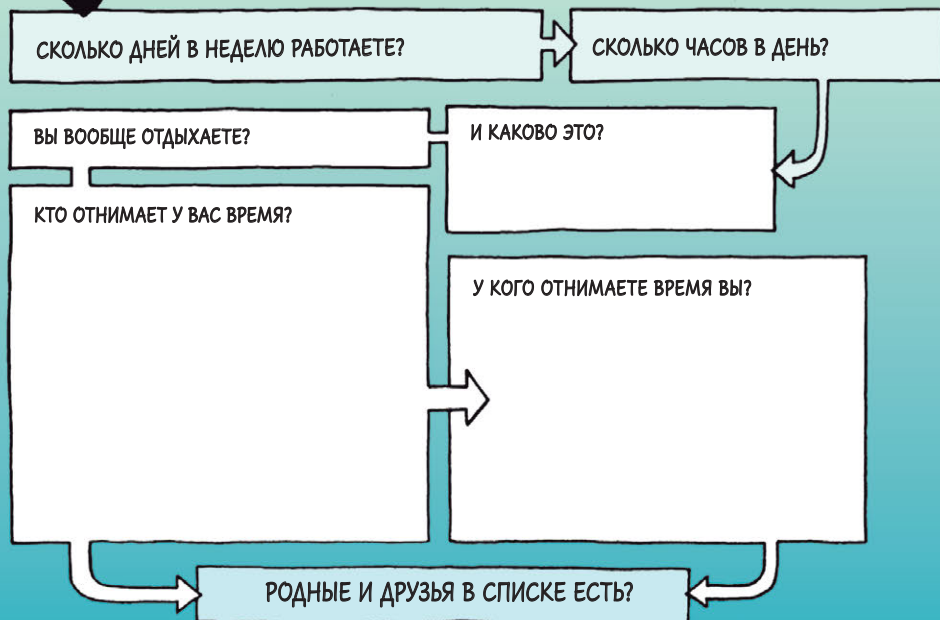 СКОЛЬКО ДНЕЙ В НЕДЕЛЮ РАБОТАЕТЕ?
СКОЛЬКО ЧАСОВ В ДЕНЬ?
И КАКОВО ЭТО?
ВЫ ВООБЩЕ ОТДЫХАЕТЕ?
КТО ОТНИМАЕТ У ВАС ВРЕМЯ?
У КОГО ОТНИМАЕТЕ ВРЕМЯ ВЫ?
РОДНЫЕ И ДРУЗЬЯ В СПИСКЕ ЕСТЬ?